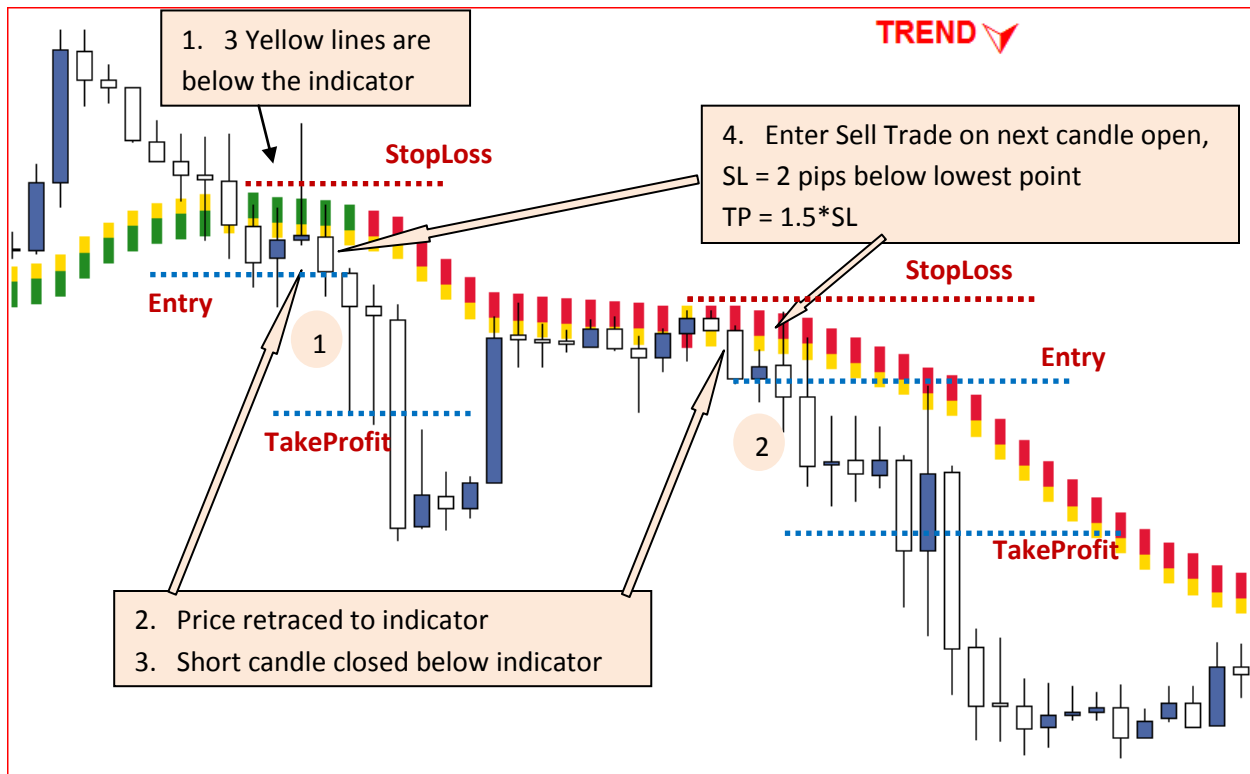 1. 3 Yellow lines are
below the indicator
TREND
StopLoss
4. Enter Sell Trade on next candle open,
SL = 2 pips below lowest point
TP = 1.5*SL
StopLoss
Entry
1
Entry
TakeProfit
2
TakeProfit
2. Price retraced to indicator
3. Short candle closed below indicator